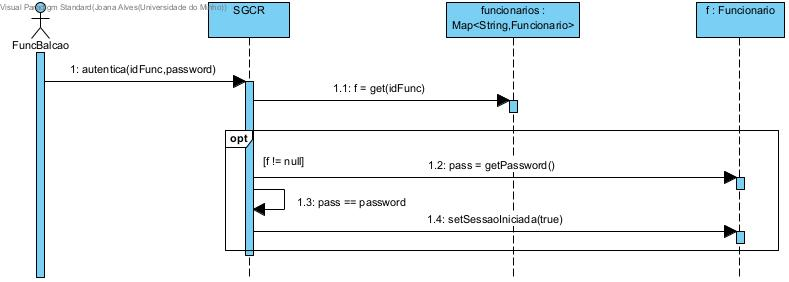 Visual Paradigm Standard(Joana Alves(Universidade do Minho))
FuncBalcao
SGCR
funcionarios :
Map<String,Funcionario>
f : Funcionario
1: autentica(idFunc,password)
1.1: f = get(idFunc)
opt
[f != null]
1.2: pass = getPassword()
1.3: pass == password
1.4: setSessaoIniciada(true)